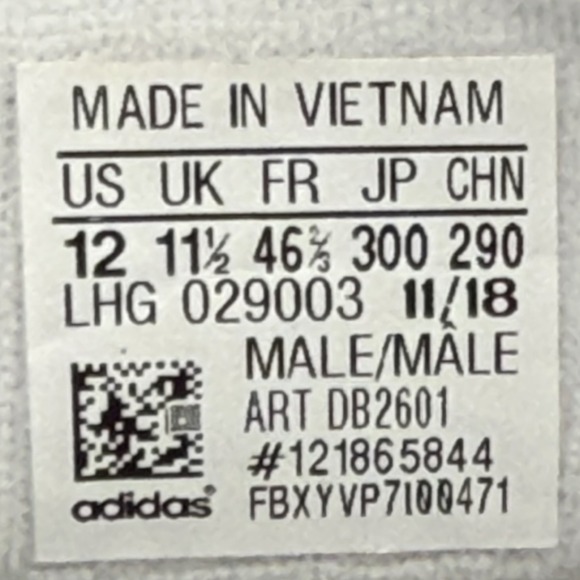 MADE IN VIETNAM
US UK FR JP CHN
12 11½ 46⅔ 300 290
LHG 029003 11/18
MALE/MÂLE
ART DB2601
#121865844
adidas® FBXYVP7I00471